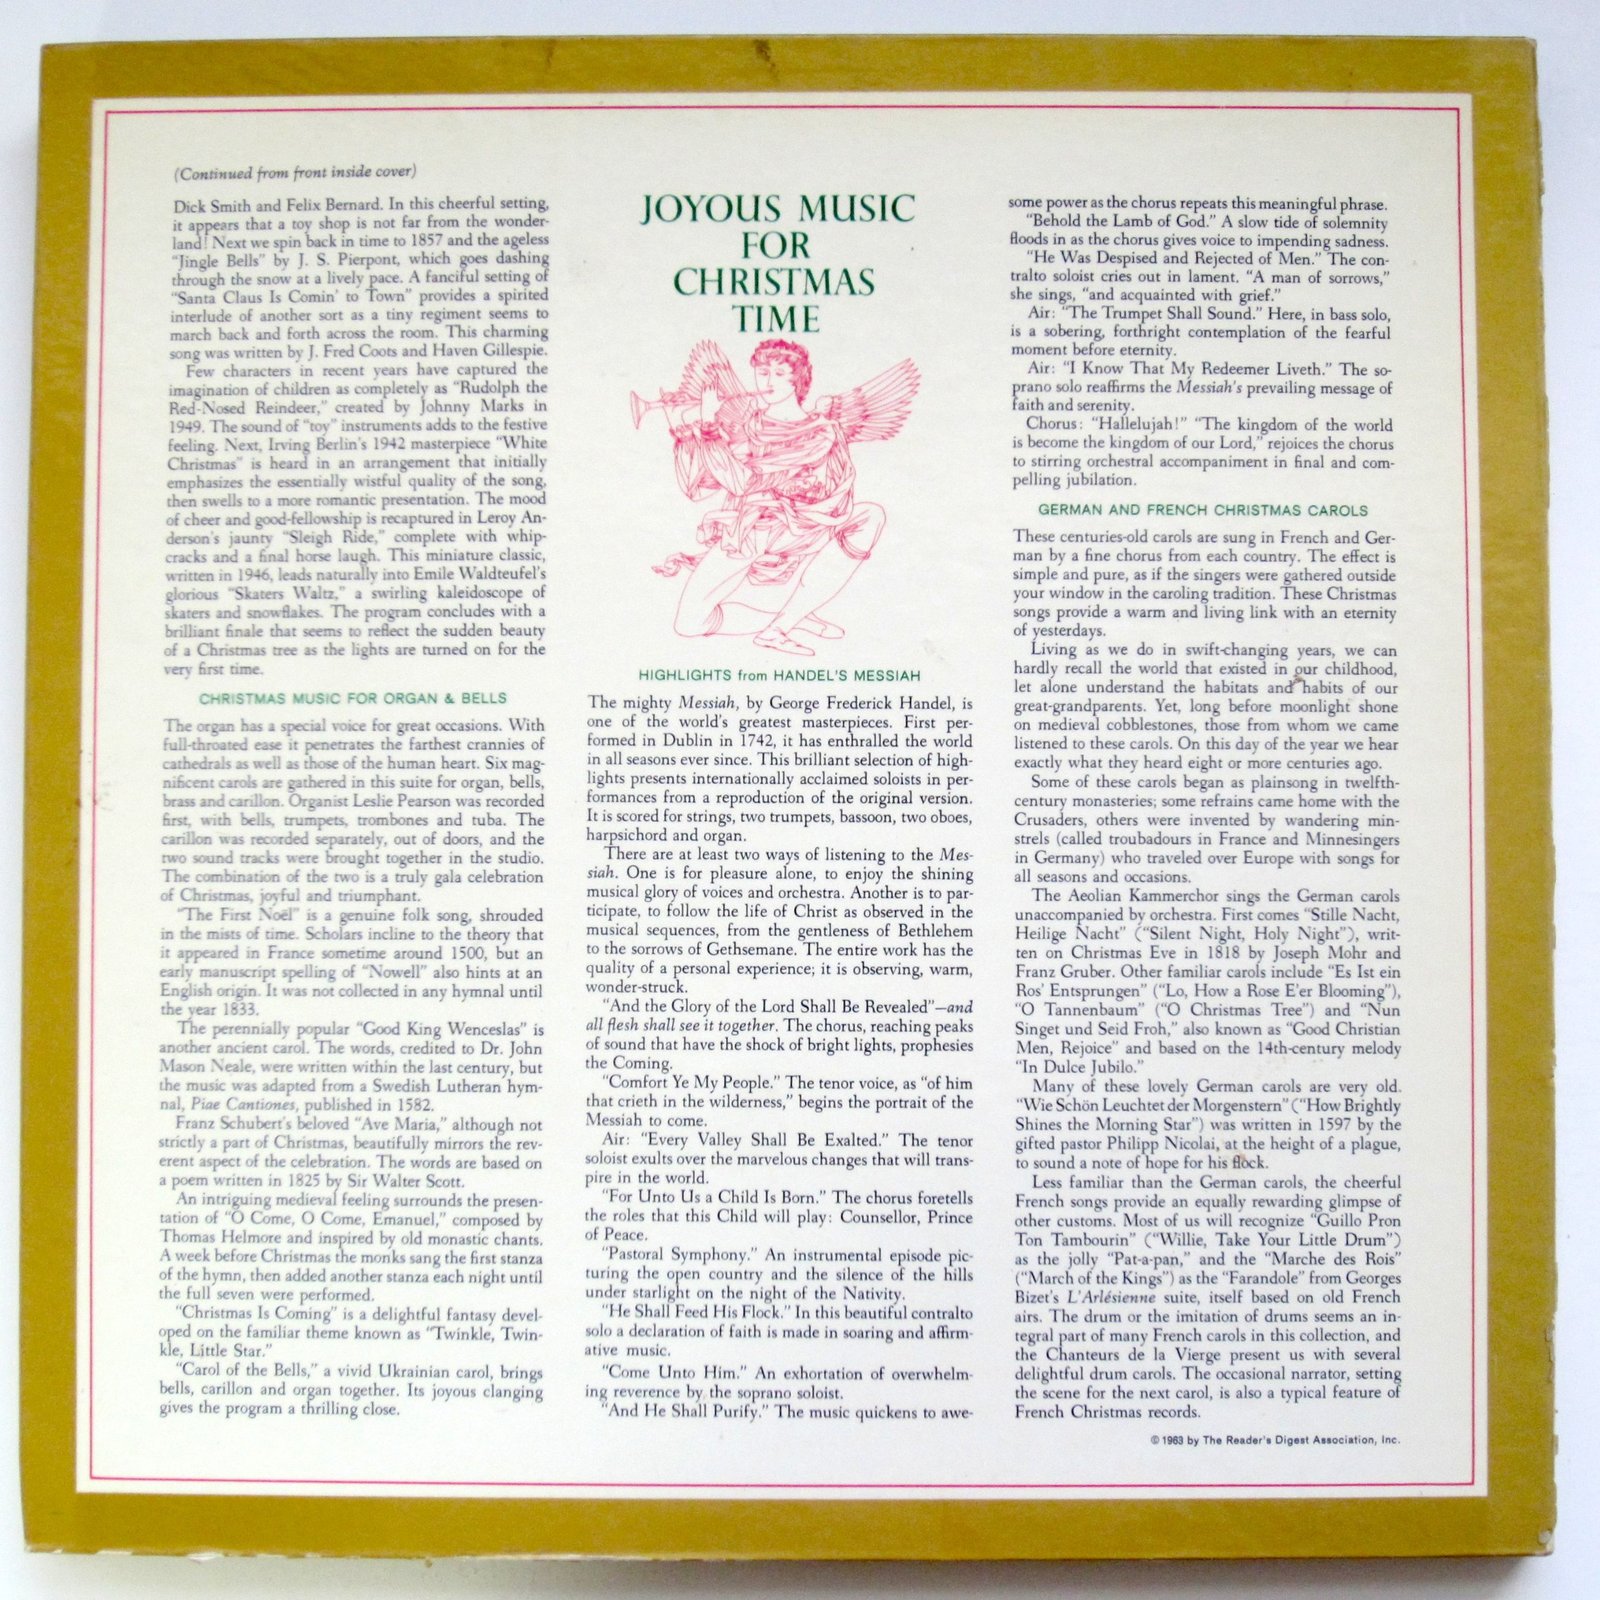 (Continued from front inside cover)
Dick Smith and Felix Bernard. In this cheerful setting,
it appears that a toy shop is not far from the wonder-
land! Next we spin back in time to 1857 and the ageless
“Jingle Bells” by J. S. Pierpont, which goes dashing
through the snow at a lively pace. A fanciful setting of
“Santa Claus Is Comin’ to Town” provides a spirited
interlude of another sort as a tiny regiment seems to
march back and forth across the room. This charming
song was written by J. Fred Coots and Haven Gillespie.
Few characters in recent years have captured the
imagination of children as completely as “Rudolph the
Red-Nosed Reindeer,” created by Johnny Marks in
1949. The sound of “toy” instruments adds to the festive
feeling. Next, Irving Berlin’s 1942 masterpiece “White
Christmas” is heard in an arrangement that initially
emphasizes the essentially wistful quality of the song,
then swells to a more romantic presentation. The mood
of cheer and good-fellowship is recaptured in Leroy An-
derson’s jaunty “Sleigh Ride,” complete with whip-
cracks and a final horse laugh. This miniature classic,
written in 1946, leads naturally into Emile Waldteufel’s
glorious “Skaters Waltz,” a swirling kaleidoscope of
skaters and snowflakes. The program concludes with a
brilliant finale that seems to reflect the sudden beauty
of a Christmas tree as the lights are turned on for the
very first time.
CHRISTMAS MUSIC FOR ORGAN & BELLS
The organ has a special voice for great occasions. With
full-throated ease it penetrates the farthest crannies of
cathedrals as well as those of the human heart. Six mag-
nificent carols are gathered in this suite for organ, bells,
brass and carillon. Organist Leslie Pearson was recorded
first, with bells, trumpets, trombones and tuba. The
carillon was recorded separately, out of doors, and the
two sound tracks were brought together in the studio.
The combination of the two is a truly gala celebration
of Christmas, joyful and triumphant.
“The First Noël” is a genuine folk song, shrouded
in the mists of time. Scholars incline to the theory that
it appeared in France sometime around 1500, but an
early manuscript spelling of “Nowell” also hints at an
English origin. It was not collected in any hymnal until
the year 1833.
The perennially popular “Good King Wenceslas” is
another ancient carol. The words, credited to Dr. John
Mason Neale, were written within the last century, but
the music was adapted from a Swedish Lutheran hym-
nal, Piae Cantiones, published in 1582.
Franz Schubert’s beloved “Ave Maria,” although not
strictly a part of Christmas, beautifully mirrors the rev-
erent aspect of the celebration. The words are based on
a poem written in 1825 by Sir Walter Scott.
An intriguing medieval feeling surrounds the presen-
tation of “O Come, O Come, Emanuel,” composed by
Thomas Helmore and inspired by old monastic chants.
A week before Christmas the monks sang the first stanza
of the hymn, then added another stanza each night until
the full seven were performed.
“Christmas Is Coming” is a delightful fantasy devel-
oped on the familiar theme known as “Twinkle, Twin-
kle, Little Star.”
“Carol of the Bells,” a vivid Ukrainian carol, brings
bells, carillon and organ together. Its joyous clanging
gives the program a thrilling close.
JOYOUS MUSIC
FOR
CHRISTMAS
TIME
HIGHLIGHTS from HANDEL’S MESSIAH
The mighty Messiah, by George Frederick Handel, is
one of the world’s greatest masterpieces. First per-
formed in Dublin in 1742, it has enthralled the world
in all seasons ever since. This brilliant selection of high-
lights presents internationally acclaimed soloists in per-
formances from a reproduction of the original version.
It is scored for strings, two trumpets, bassoon, two oboes,
harpsichord and organ.
There are at least two ways of listening to the Mes-
siah. One is for pleasure alone, to enjoy the shining
musical glory of voices and orchestra. Another is to par-
ticipate, to follow the life of Christ as observed in the
musical sequences, from the gentleness of Bethlehem
to the sorrows of Gethsemane. The entire work has the
quality of a personal experience; it is observing, warm,
wonder-struck.
“And the Glory of the Lord Shall Be Revealed”—and
all flesh shall see it together. The chorus, reaching peaks
of sound that have the shock of bright lights, prophesies
the Coming.
“Comfort Ye My People.” The tenor voice, as “of him
that crieth in the wilderness,” begins the portrait of the
Messiah to come.
Air: “Every Valley Shall Be Exalted.” The tenor
soloist exults over the marvelous changes that will trans-
pire in the world.
“For Unto Us a Child Is Born.” The chorus foretells
the roles that this Child will play: Counsellor, Prince
of Peace.
“Pastoral Symphony.” An instrumental episode pic-
turing the open country and the silence of the hills
under starlight on the night of the Nativity.
“He Shall Feed His Flock.” In this beautiful contralto
solo a declaration of faith is made in soaring and affirm-
ative music.
“Come Unto Him.” An exhortation of overwhelm-
ing reverence by the soprano soloist.
“And He Shall Purify.” The music quickens to awe-
some power as the chorus repeats this meaningful phrase.
“Behold the Lamb of God.” A slow tide of solemnity
floods in as the chorus gives voice to impending sadness.
“He Was Despised and Rejected of Men.” The con-
tralto soloist cries out in lament. “A man of sorrows,”
she sings, “and acquainted with grief.”
Air: “The Trumpet Shall Sound.” Here, in bass solo,
is a sobering, forthright contemplation of the fearful
moment before eternity.
Air: “I Know That My Redeemer Liveth.” The so-
prano solo reaffirms the Messiah’s prevailing message of
faith and serenity.
Chorus: “Hallelujah!” “The kingdom of the world
is become the kingdom of our Lord,” rejoices the chorus
to stirring orchestral accompaniment in final and com-
pelling jubilation.
GERMAN AND FRENCH CHRISTMAS CAROLS
These centuries-old carols are sung in French and Ger-
man by a fine chorus from each country. The effect is
simple and pure, as if the singers were gathered outside
your window in the caroling tradition. These Christmas
songs provide a warm and living link with an eternity
of yesterdays.
Living as we do in swift-changing years, we can
hardly recall the world that existed in our childhood,
let alone understand the habitats and habits of our
great-grandparents. Yet, long before moonlight shone
on medieval cobblestones, those from whom we came
listened to these carols. On this day of the year we hear
exactly what they heard eight or more centuries ago.
Some of these carols began as plainsong in twelfth-
century monasteries; some refrains came home with the
Crusaders, others were invented by wandering min-
strels (called troubadours in France and Minnesingers
in Germany) who traveled over Europe with songs for
all seasons and occasions.
The Aeolian Kammerchor sings the German carols
unaccompanied by orchestra. First comes “Stille Nacht,
Heilige Nacht” (“Silent Night, Holy Night”), writ-
ten on Christmas Eve in 1818 by Joseph Mohr and
Franz Gruber. Other familiar carols include “Es Ist ein
Ros’ Entsprungen” (“Lo, How a Rose E’er Blooming”),
“O Tannenbaum” (“O Christmas Tree”) and “Nun
Singet und Seid Froh,” also known as “Good Christian
Men, Rejoice” and based on the 14th-century melody
“In Dulce Jubilo.”
Many of these lovely German carols are very old.
“Wie Schön Leuchtet der Morgenstern” (“How Brightly
Shines the Morning Star”) was written in 1597 by the
gifted pastor Philipp Nicolai, at the height of a plague,
to sound a note of hope for his flock.
Less familiar than the German carols, the cheerful
French songs provide an equally rewarding glimpse of
other customs. Most of us will recognize “Guillo Pron
Ton Tambourin” (“Willie, Take Your Little Drum”)
as the jolly “Pat-a-pan,” and the “Marche des Rois”
(“March of the Kings”) as the “Farandole” from Georges
Bizet’s L’Arlésienne suite, itself based on old French
airs. The drum or the imitation of drums seems an in-
tegral part of many French carols in this collection, and
the Chanteurs de la Vierge present us with several
delightful drum carols. The occasional narrator, setting
the scene for the next carol, is also a typical feature of
French Christmas records.
© 1963 by The Reader’s Digest Association, Inc.